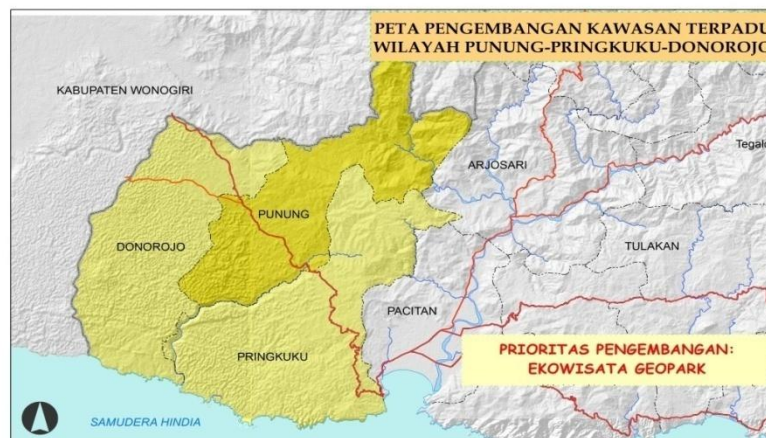 PETA PENGEMBANGAN KAWASAN TERPADU
WILAYAH PUNUNG-PRINGKUKU-DONOROJO
KABUPATEN WONOGIRI
ARJOSARI
PUNUNG
DONOROJO
TULAKAN
PACITAN
PRINGKUKU
PRIORITAS PENGEMBANGAN:
EKOWISATA GEOPARK
SAMUDERA HINDIA